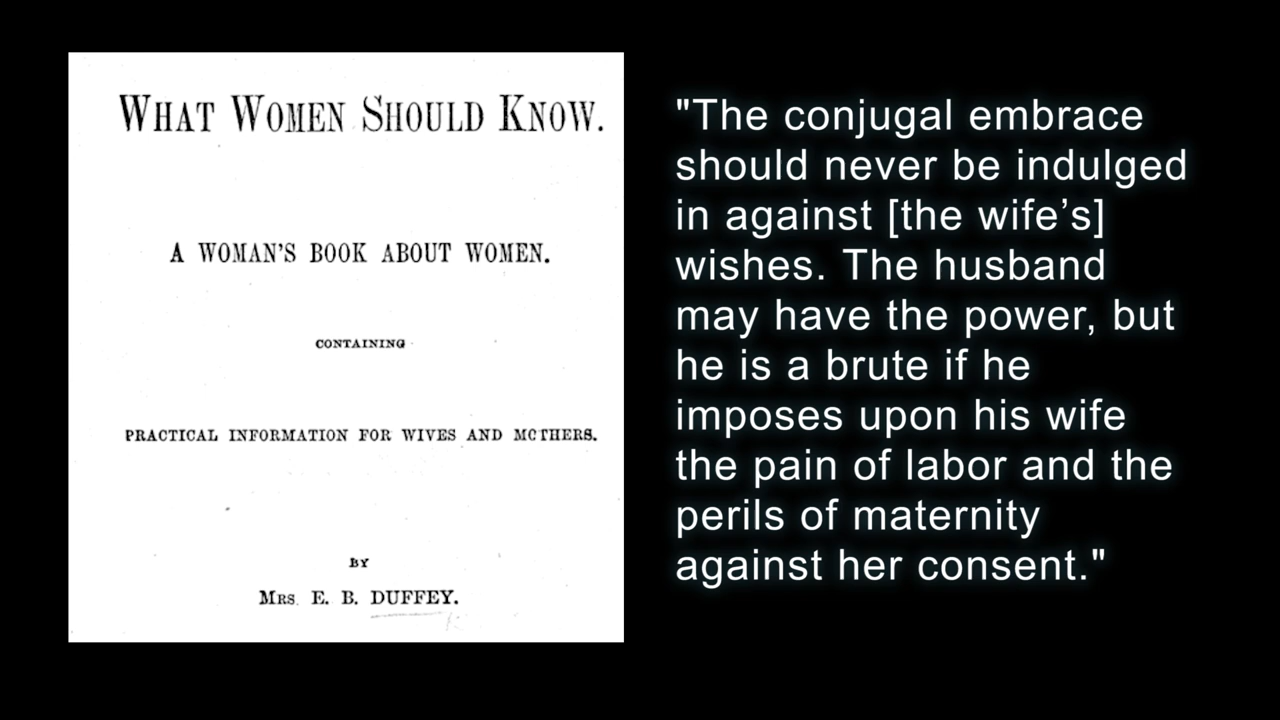 WHAT WOMEN SHOULD KNOW.
A WOMAN'S BOOK ABOUT WOMEN.
CONTAINING
PRACTICAL INFORMATION FOR WIVES AND MOTHERS.
BY
MRS. E. B. DUFFEY.
"The conjugal embrace
should never be indulged
in against [the wife’s]
wishes. The husband
may have the power, but
he is a brute if he
imposes upon his wife
the pain of labor and the
perils of maternity
against her consent."